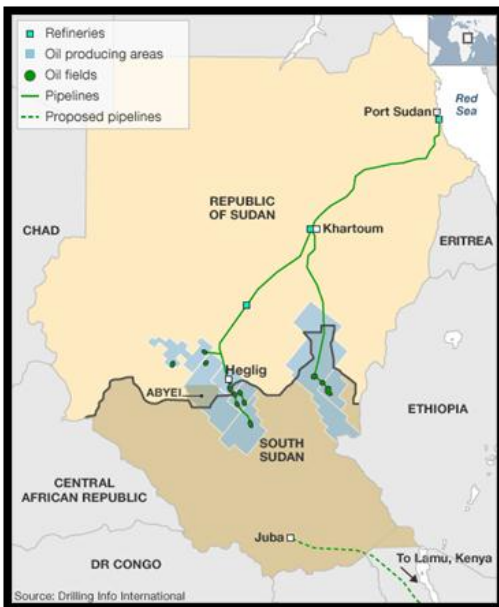 Refineries
Oil producing areas
Oil fields
Pipelines
Proposed pipelines
Port Sudan
Red
Sea
REPUBLIC
OF SUDAN
CHAD
Khartoum
ERITREA
Heglig
ABYEI
ETHIOPIA
SOUTH
SUDAN
CENTRAL
AFRICAN REPUBLIC
Juba
To Lamu, Kenya
DR CONGO
Source: Drilling Info International